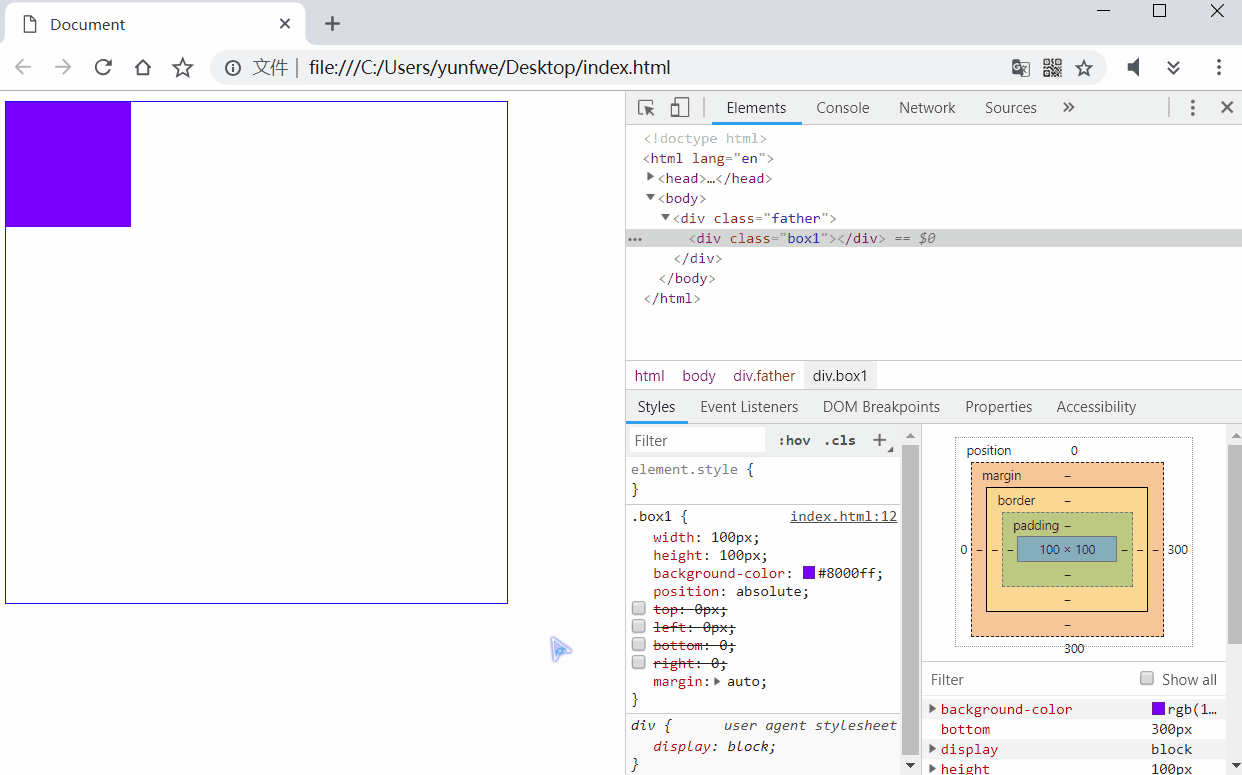 Document
文件 | file:///C:/Users/yunfwe/Desktop/index.html
Elements Console Network Sources »
<!doctype html>
<html lang="en">
<head>…</head>
<body>
<div class="father">
<div class="box1"></div> == $0
</div>
</body>
</html>
html body div.father div.box1
Styles Event Listeners DOM Breakpoints Properties Accessibility
Filter :hov .cls +
element.style {
}
.box1 { index.html:12
width: 100px;
height: 100px;
background-color: #8000ff;
position: absolute;
top: 0px;
left: 0px;
bottom: 0;
right: 0;
margin: auto;
}
div { user agent stylesheet
display: block;
}
position 0
margin –
border –
padding –
0 – – – 100 × 100 – – – 300
–
–
–
300
Filter Show all
background-color rgb(1…
bottom 300px
display block
height 100px